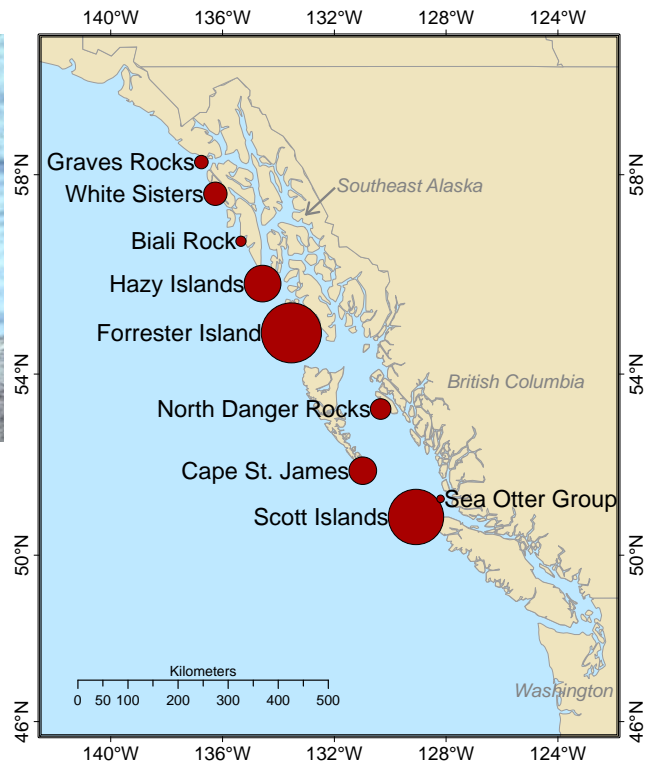 140°W 136°W 132°W 128°W 124°W
58°N
54°N
50°N
46°N
Graves Rocks
White Sisters
Southeast Alaska
Biali Rock
Hazy Islands
Forrester Island
British Columbia
North Danger Rocks
Cape St. James
Sea Otter Group
Scott Islands
Kilometers
0 50 100 200 300 400 500
Washington
58°N
54°N
50°N
46°N
140°W 136°W 132°W 128°W 124°W